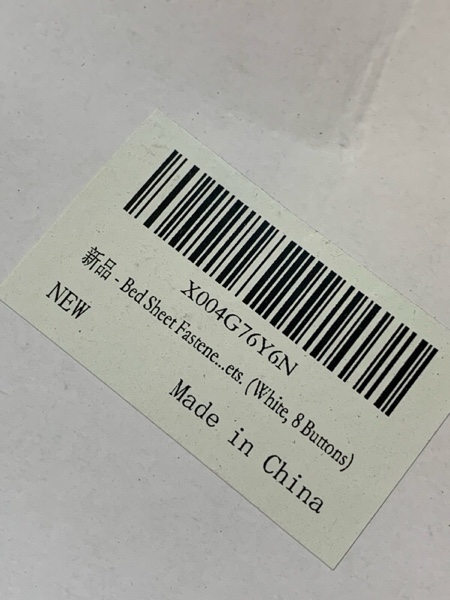 X004G76Y6N
新品 - Bed Sheet Fastene...ets. (White, 8 Buttons)
NEW
Made in China